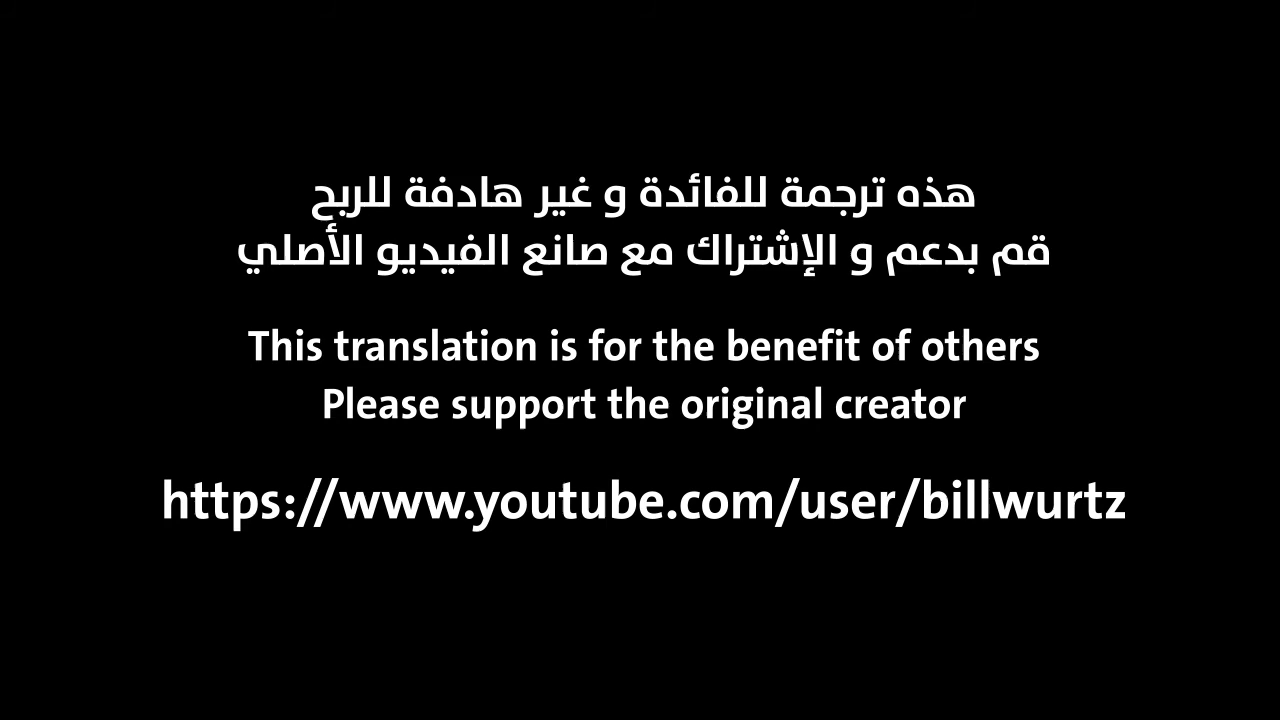 هذه ترجمة للفائدة و غير هادفة للربح
قم بدعم و الإشتراك مع صانع الفيديو الأصلي
This translation is for the benefit of others
Please support the original creator
https://www.youtube.com/user/billwurtz